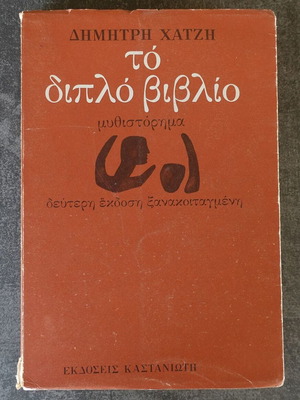 ΔΗΜΗΤΡΗ ΧΑΤΖΗ
τό
διπλό βιβλίο
μυθιστόρημα
δεύτερη ἔκδοση ξανακοιταγμένη
ΕΚΔΟΣΕΙΣ ΚΑΣΤΑΝΙΩΤΗ